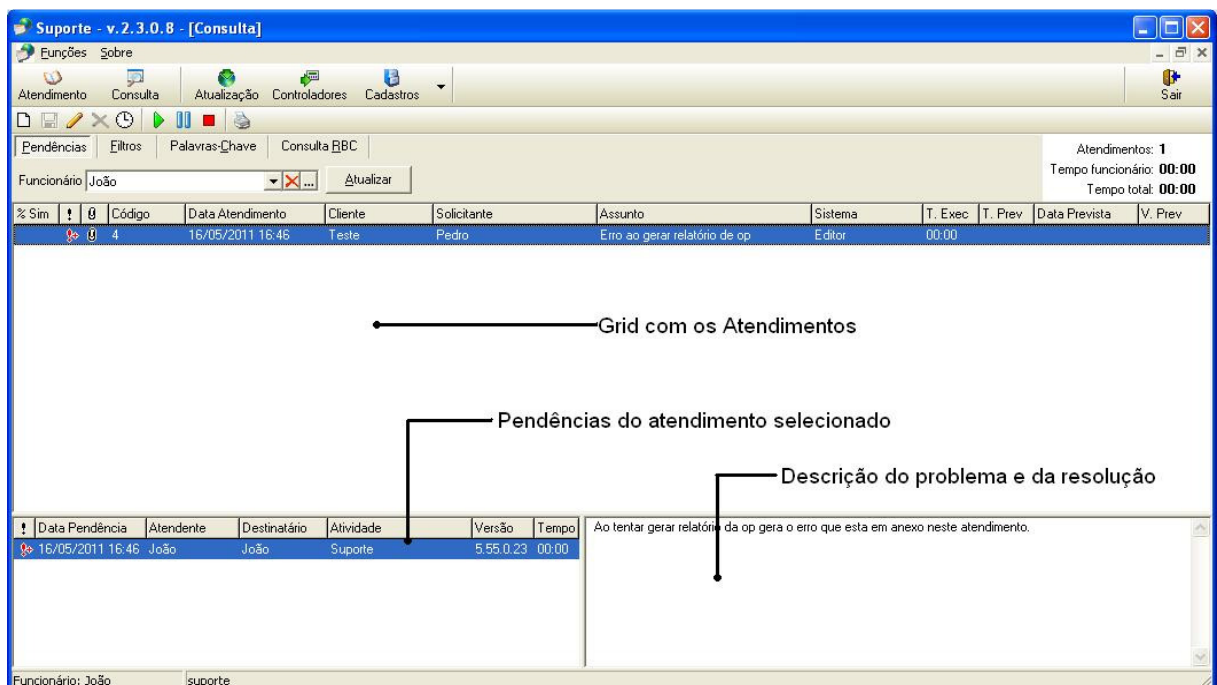 Suporte - v.2.3.0.8 - [Consulta]
Funções Sobre
Atendimento Consulta Atualização Controladores Cadastros Sair
Pendências Filtros Palavras-Chave Consulta RBC
Atendimentos: 1
Funcionário João Atualizar
Tempo funcionário: 00:00
Tempo total: 00:00
% Sim ! Código Data Atendimento Cliente Solicitante Assunto Sistema T. Exec T. Prev Data Prevista V. Prev
4 16/05/2011 16:46 Teste Pedro Erro ao gerar relatório de op Editor 00:00
Grid com os Atendimentos
Pendências do atendimento selecionado
Descrição do problema e da resolução
! Data Pendência Atendente Destinatário Atividade Versão Tempo
16/05/2011 16:46 João João Suporte 5.55.0.23 00:00
Ao tentar gerar relatório da op gera o erro que esta em anexo neste atendimento.
Funcionário: João suporte